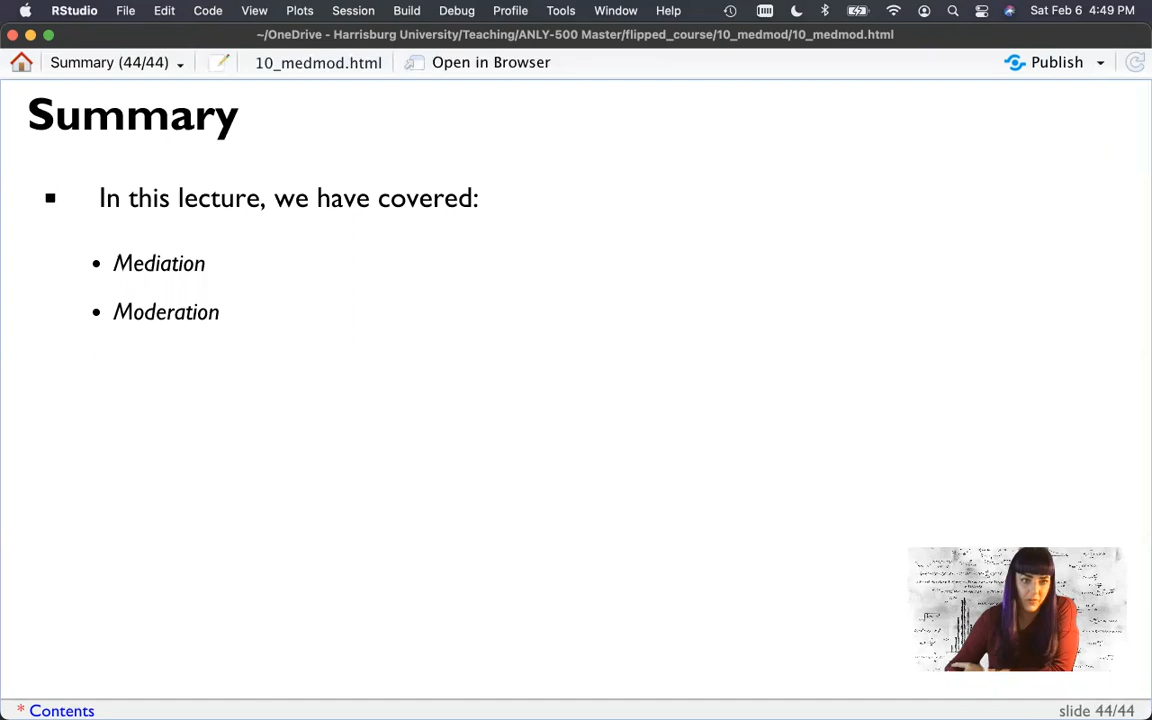 RStudio File Edit Code View Plots Session Build Debug Profile Tools Window Help Sat Feb 6 4:49 PM
~/OneDrive - Harrisburg University/Teaching/ANLY-500 Master/flipped_course/10_medmod/10_medmod.html
Summary (44/44) 10_medmod.html Open in Browser Publish
Summary
In this lecture, we have covered:
• Mediation
• Moderation
* Contents slide 44/44